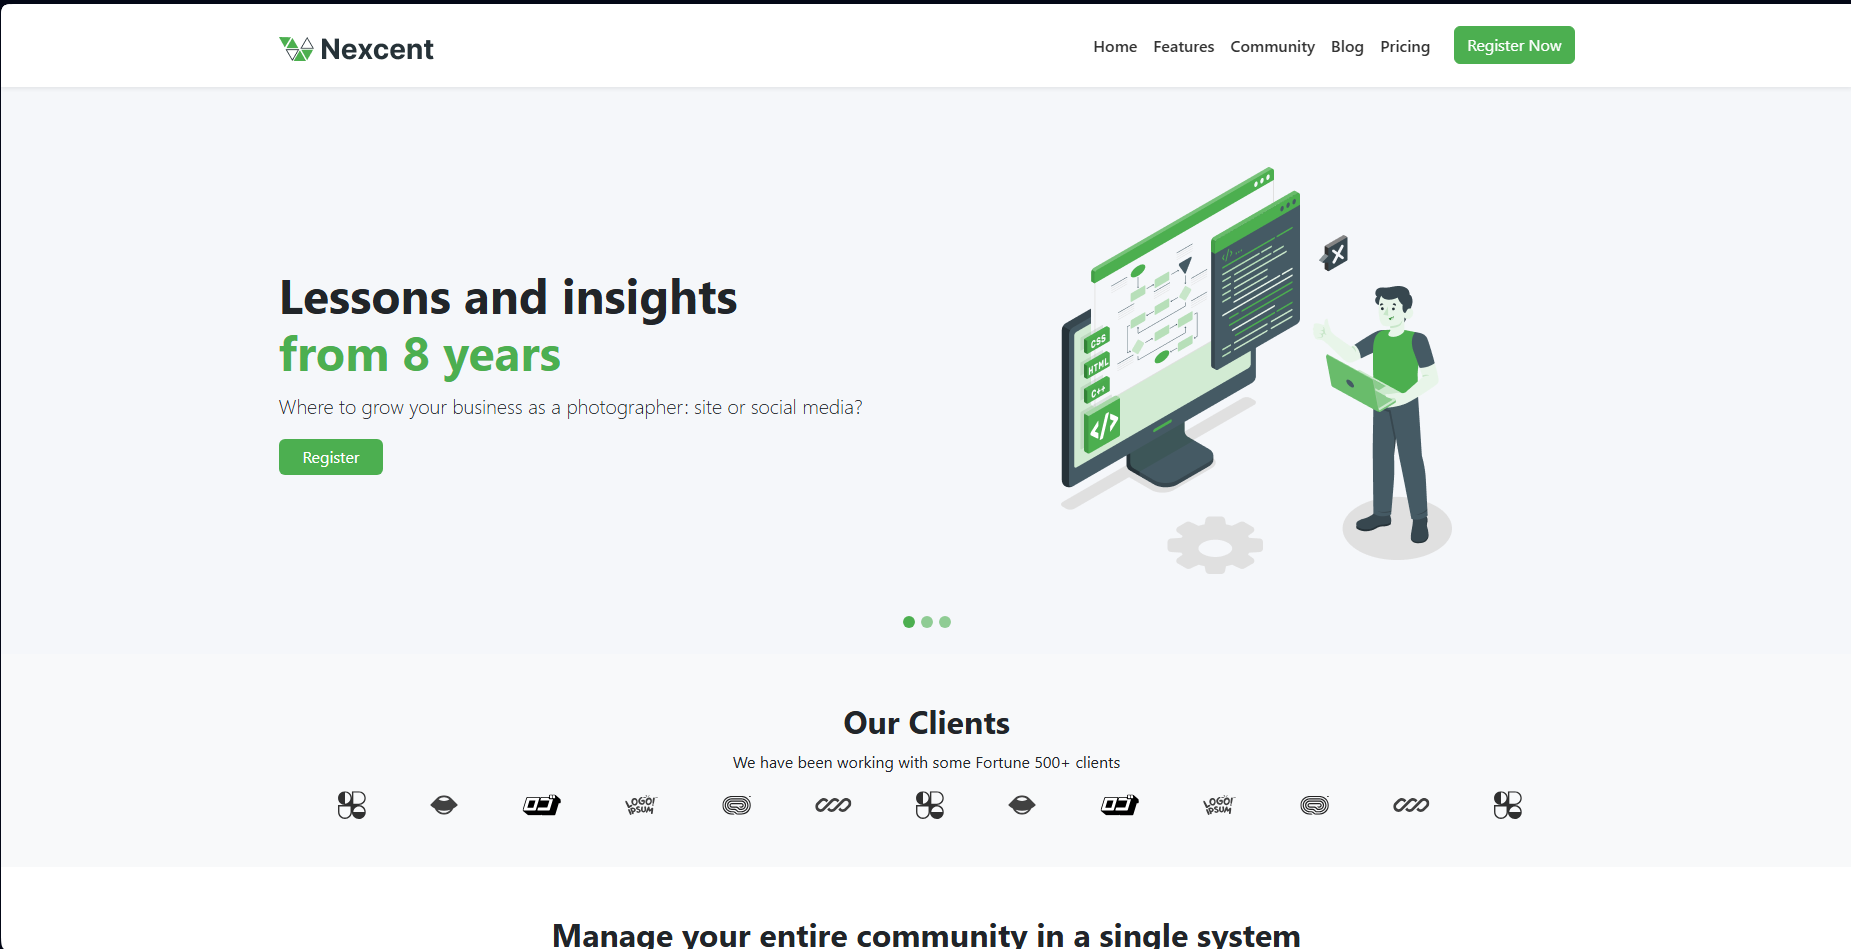 Nexcent
Home Features Community Blog Pricing Register Now
Lessons and insights
from 8 years
Where to grow your business as a photographer: site or social media?
Register
CSS
HTML
C++
</>
</>...
Our Clients
We have been working with some Fortune 500+ clients
LOGO! IPSUM LOGO! IPSUM
Manage your entire community in a single system